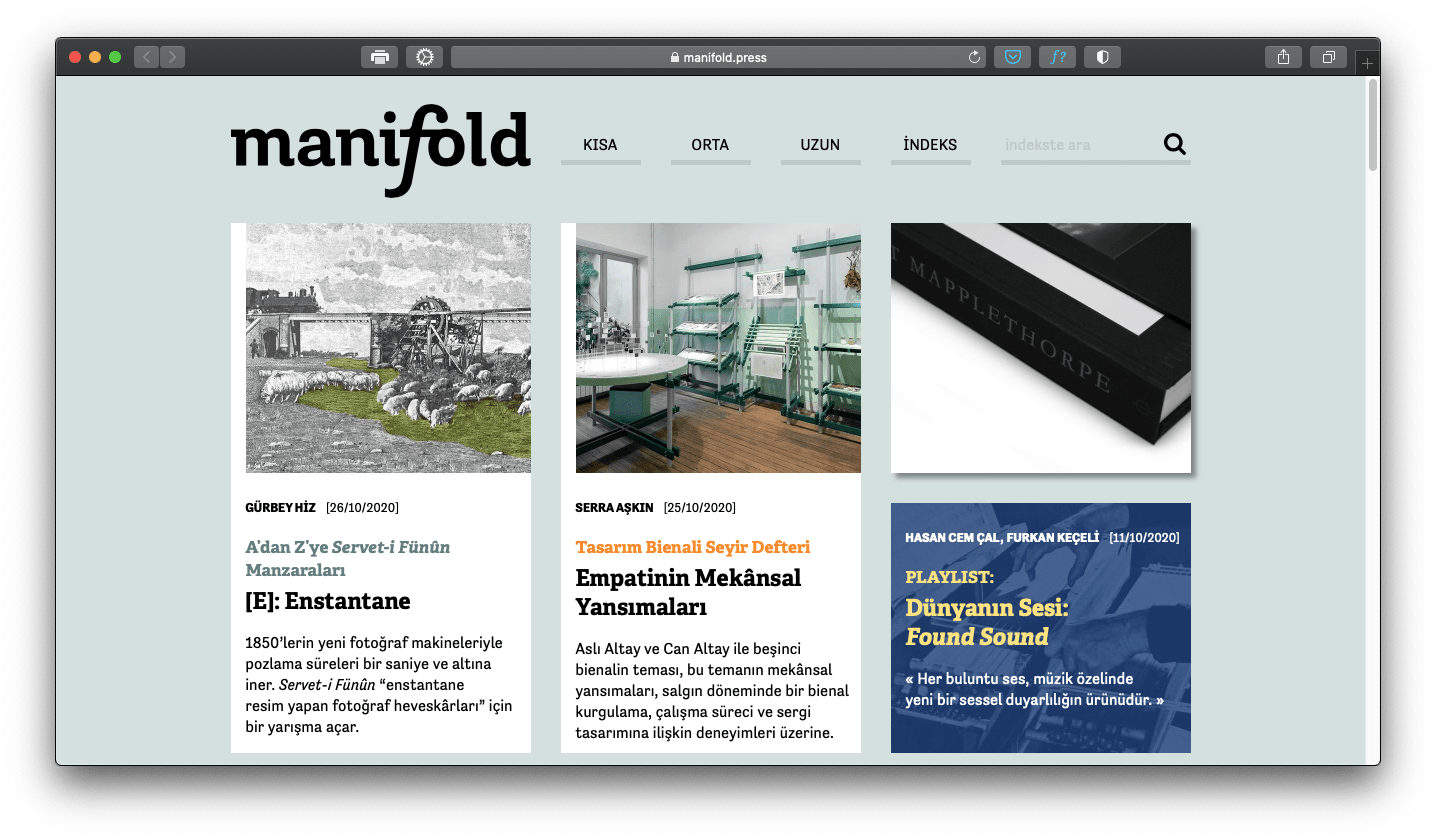 manifold.press
manifold
KISA
ORTA
UZUN
İNDEKS
indekste ara
GÜRBEY HİZ [26/10/2020]
A’dan Z’ye Servet-i Fünûn
Manzaraları
[E]: Enstantane
1850’lerin yeni fotoğraf makineleriyle
pozlama süreleri bir saniye ve altına
iner. Servet-i Fünûn “enstantane
resim yapan fotoğraf heveskârları” için
bir yarışma açar.
SERRA AŞKIN [25/10/2020]
Tasarım Bienali Seyir Defteri
Empatinin Mekânsal
Yansımaları
Aslı Altay ve Can Altay ile beşinci
bienalin teması, bu temanın mekânsal
yansımaları, salgın döneminde bir bienal
kurgulama, çalışma süreci ve sergi
tasarımına ilişkin deneyimleri üzerine.
T MAPPLETHORPE
HASAN CEM ÇAL, FURKAN KEÇELİ [11/10/2020]
PLAYLIST:
Dünyanın Sesi:
Found Sound
« Her buluntu ses, müzik özelinde
yeni bir sessel duyarlılığın ürünüdür. »